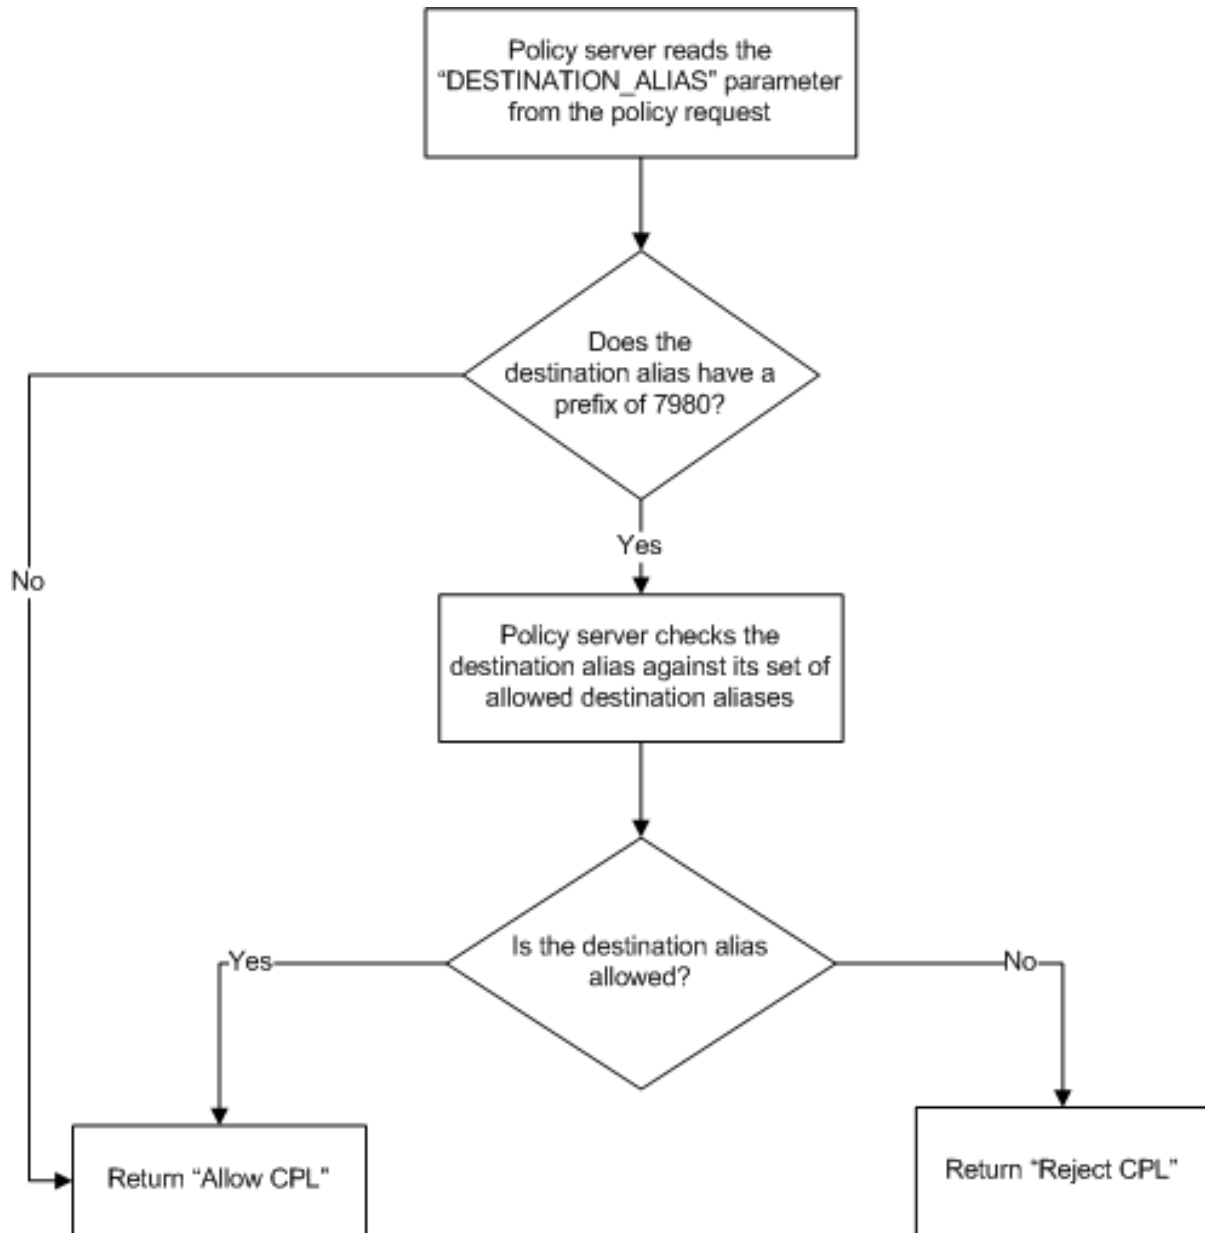 Policy server reads the
“DESTINATION_ALIAS” parameter
from the policy request
Does the
destination alias have a
prefix of 7980?
Yes
No
Policy server checks the
destination alias against its set of
allowed destination aliases
Is the destination alias
allowed?
Yes
No
Return “Allow CPL”
Return “Reject CPL”